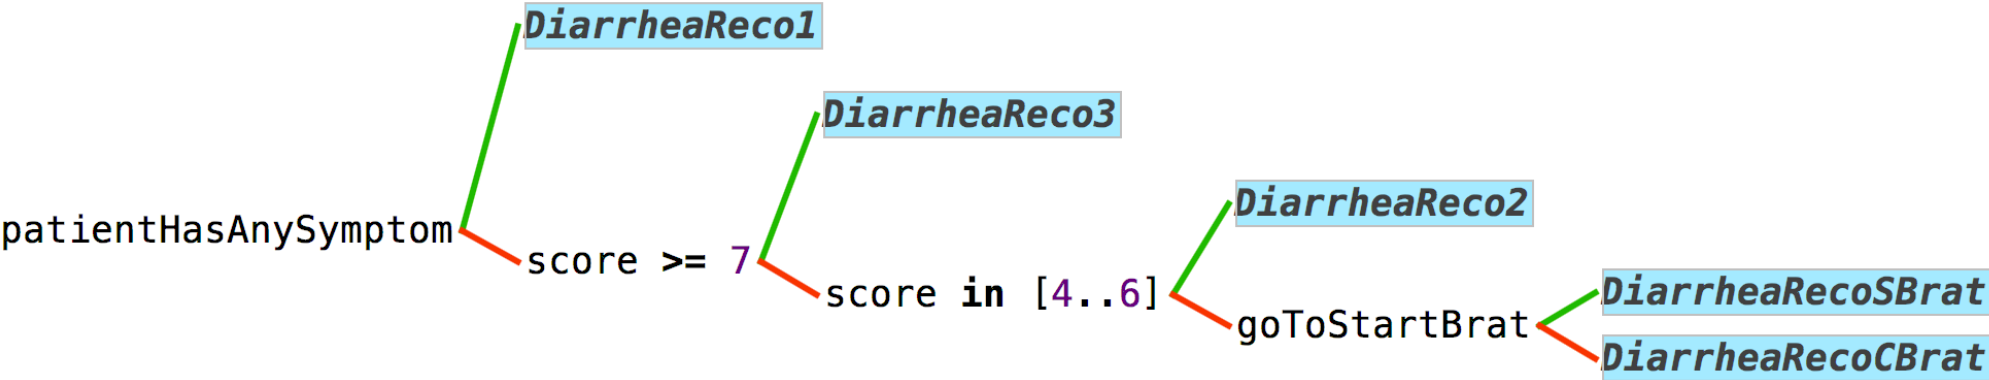 DiarrheaReco1
DiarrheaReco3
DiarrheaReco2
patientHasAnySymptom
score >= 7
score in [4..6]
DiarrheaRecoSBrat
goToStartBrat
DiarrheaRecoCBrat